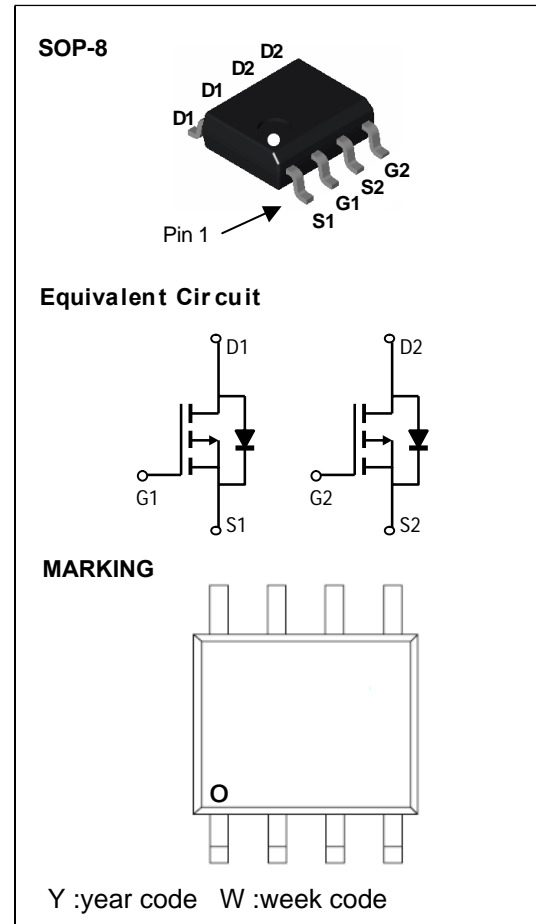 SOP-8
D2
D2
D1
D1
G2
S2
G1
S1
Pin 1
Equivalent Circuit
D1 D2
G1 G2
S1 S2
MARKING
O
Y :year code W :week code